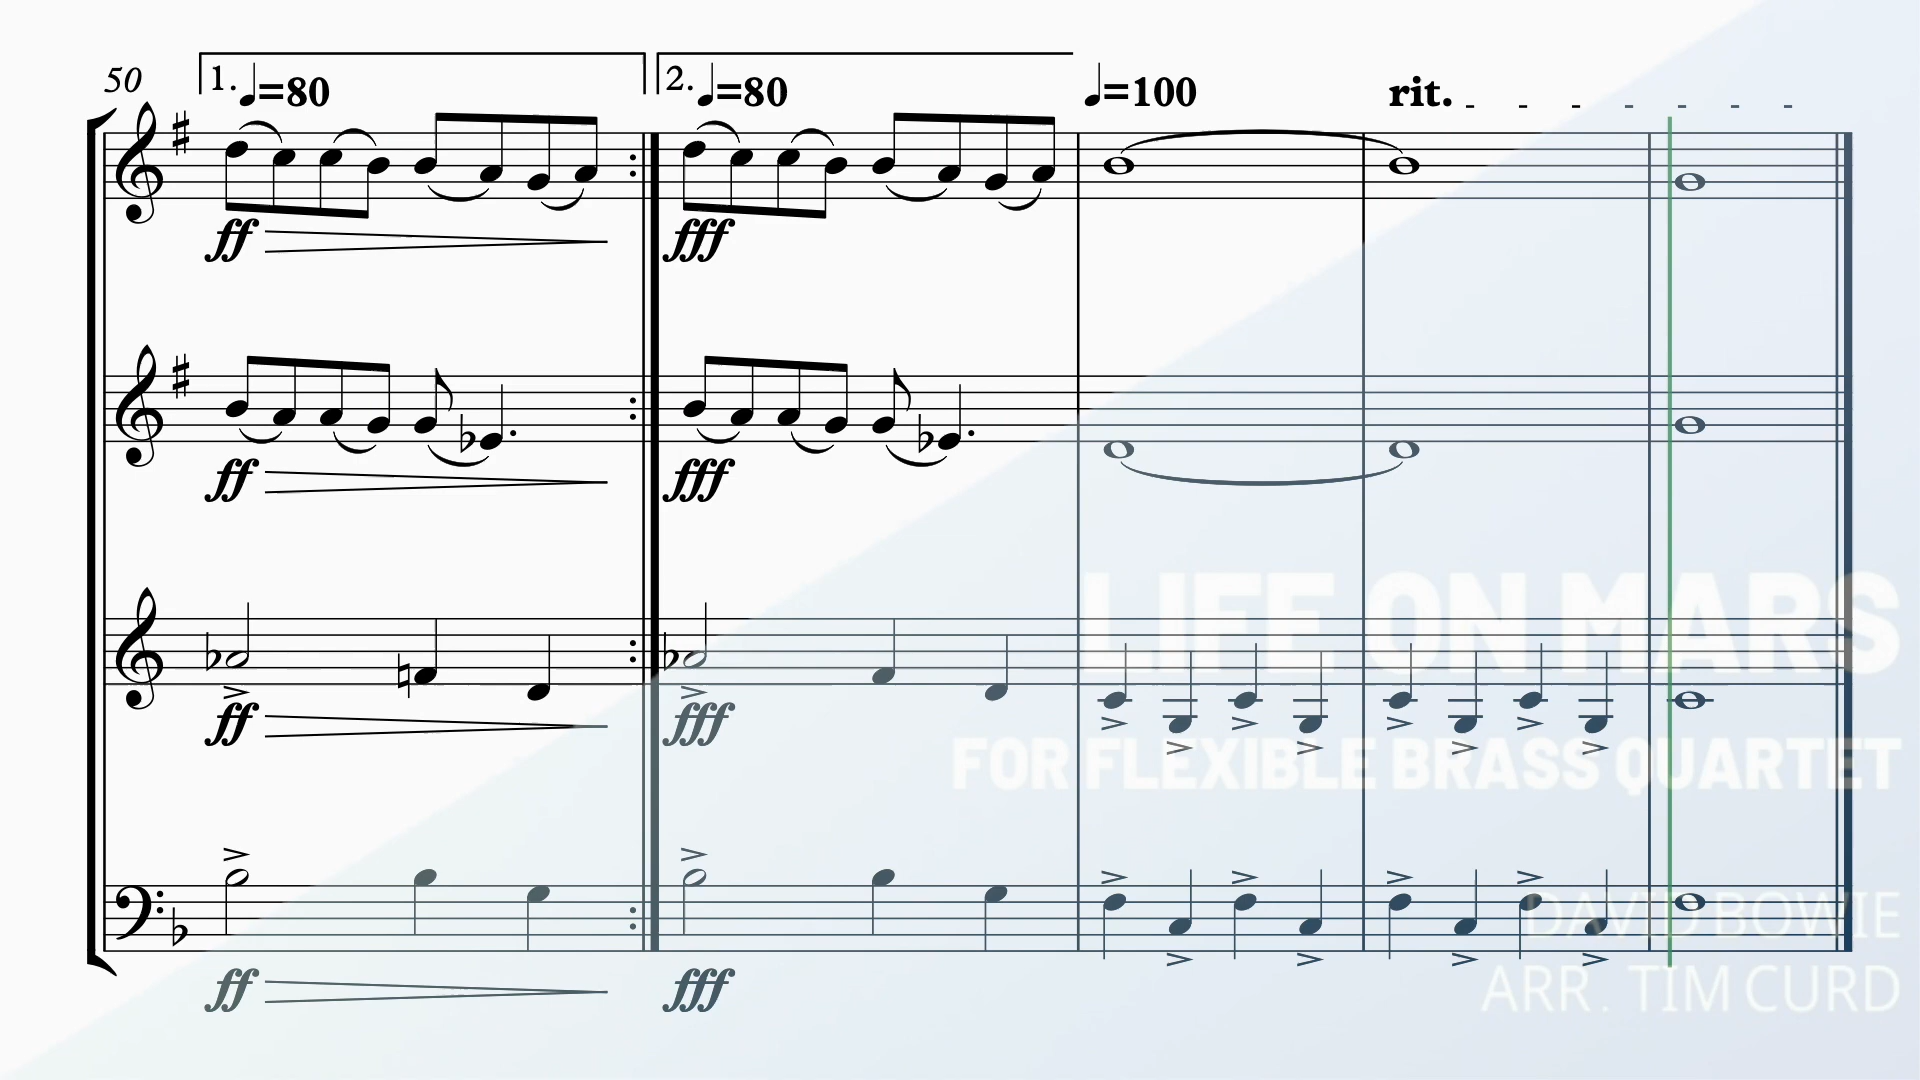 50 1. ♩=80 2. ♩=80 ♩=100 rit.
ff fff
ff fff
LIFE ON MARS
ff fff
FOR FLEXIBLE BRASS QUARTET
DAVID BOWIE
ff fff
ARR. TIM CURD